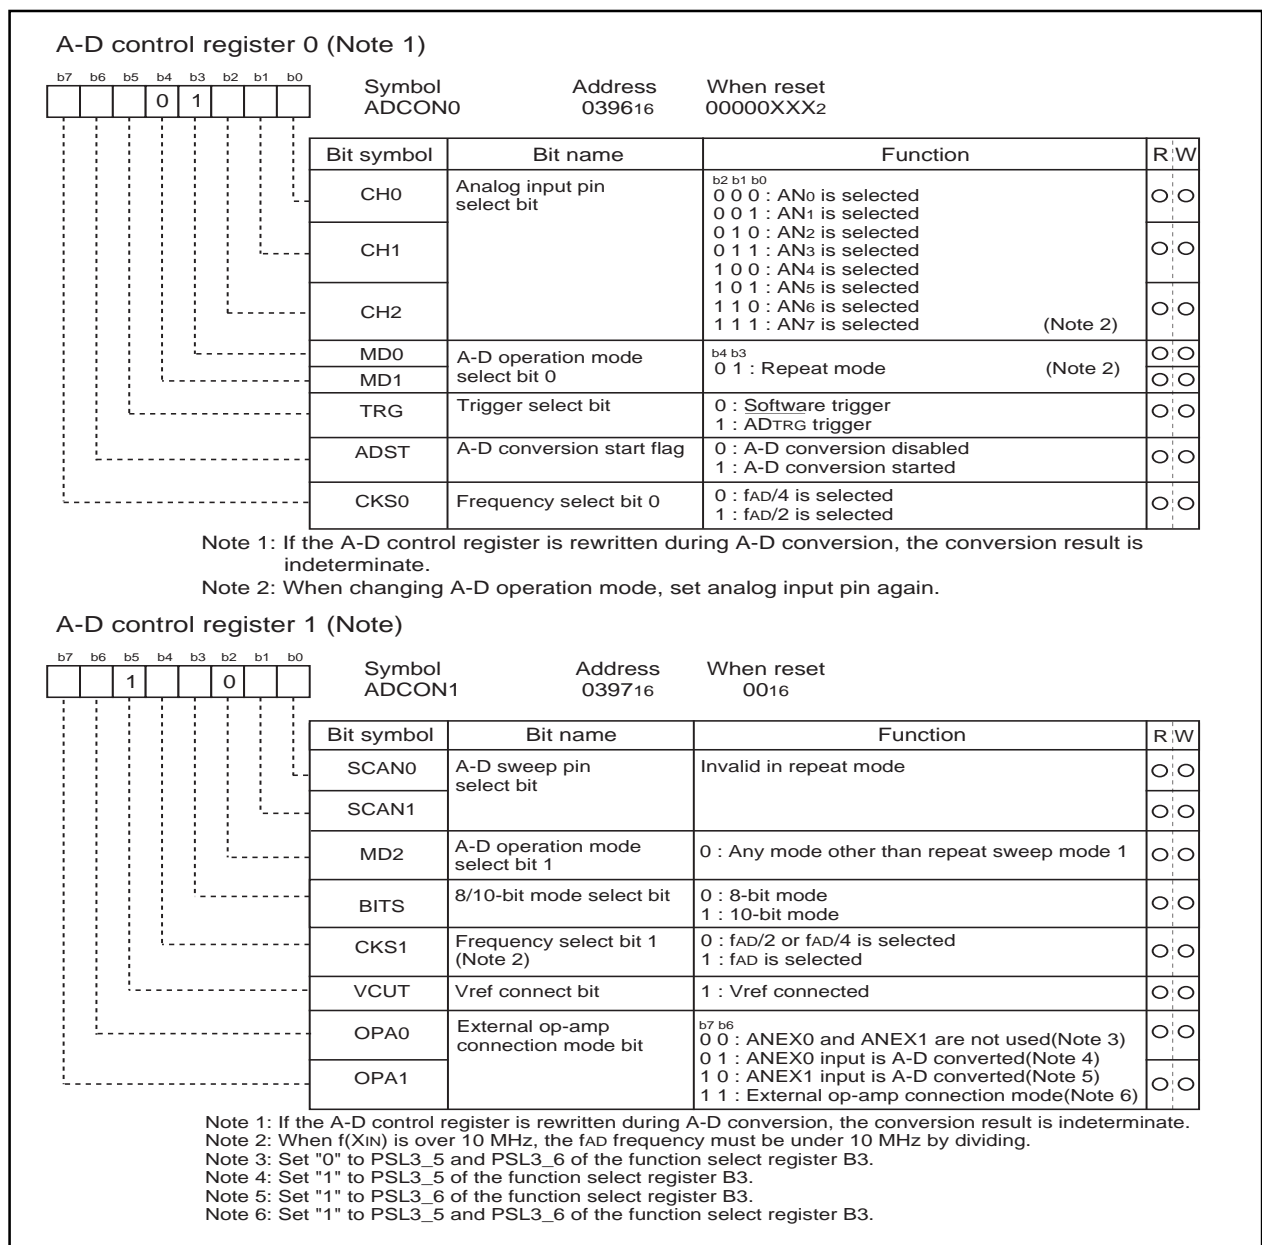 A-D control register 0 (Note 1)
b7 b6 b5 b4 b3 b2 b1 b0
0 1
Symbol Address When reset
ADCON0 039616 00000XXX2
Bit symbol Bit name Function R W
CH0 Analog input pin select bit b2 b1 b0
0 0 0 : AN0 is selected
0 0 1 : AN1 is selected
CH1 0 1 0 : AN2 is selected
0 1 1 : AN3 is selected
1 0 0 : AN4 is selected
1 0 1 : AN5 is selected
CH2 1 1 0 : AN6 is selected
1 1 1 : AN7 is selected (Note 2)
MD0 A-D operation mode select bit 0 b4 b3
MD1 0 1 : Repeat mode (Note 2)
TRG Trigger select bit 0 : Software trigger
1 : ADTRG trigger
ADST A-D conversion start flag 0 : A-D conversion disabled
1 : A-D conversion started
CKS0 Frequency select bit 0 0 : fAD/4 is selected
1 : fAD/2 is selected
Note 1: If the A-D control register is rewritten during A-D conversion, the conversion result is
indeterminate.
Note 2: When changing A-D operation mode, set analog input pin again.
A-D control register 1 (Note)
b7 b6 b5 b4 b3 b2 b1 b0
1 0
Symbol Address When reset
ADCON1 039716 0016
Bit symbol Bit name Function R W
SCAN0 A-D sweep pin select bit Invalid in repeat mode
SCAN1
MD2 A-D operation mode select bit 1 0 : Any mode other than repeat sweep mode 1
BITS 8/10-bit mode select bit 0 : 8-bit mode
1 : 10-bit mode
CKS1 Frequency select bit 1 (Note 2) 0 : fAD/2 or fAD/4 is selected
1 : fAD is selected
VCUT Vref connect bit 1 : Vref connected
OPA0 External op-amp connection mode bit b7 b6
0 0 : ANEX0 and ANEX1 are not used(Note 3)
0 1 : ANEX0 input is A-D converted(Note 4)
OPA1 1 0 : ANEX1 input is A-D converted(Note 5)
1 1 : External op-amp connection mode(Note 6)
Note 1: If the A-D control register is rewritten during A-D conversion, the conversion result is indeterminate.
Note 2: When f(XIN) is over 10 MHz, the fAD frequency must be under 10 MHz by dividing.
Note 3: Set "0" to PSL3_5 and PSL3_6 of the function select register B3.
Note 4: Set "1" to PSL3_5 of the function select register B3.
Note 5: Set "1" to PSL3_6 of the function select register B3.
Note 6: Set "1" to PSL3_5 and PSL3_6 of the function select register B3.